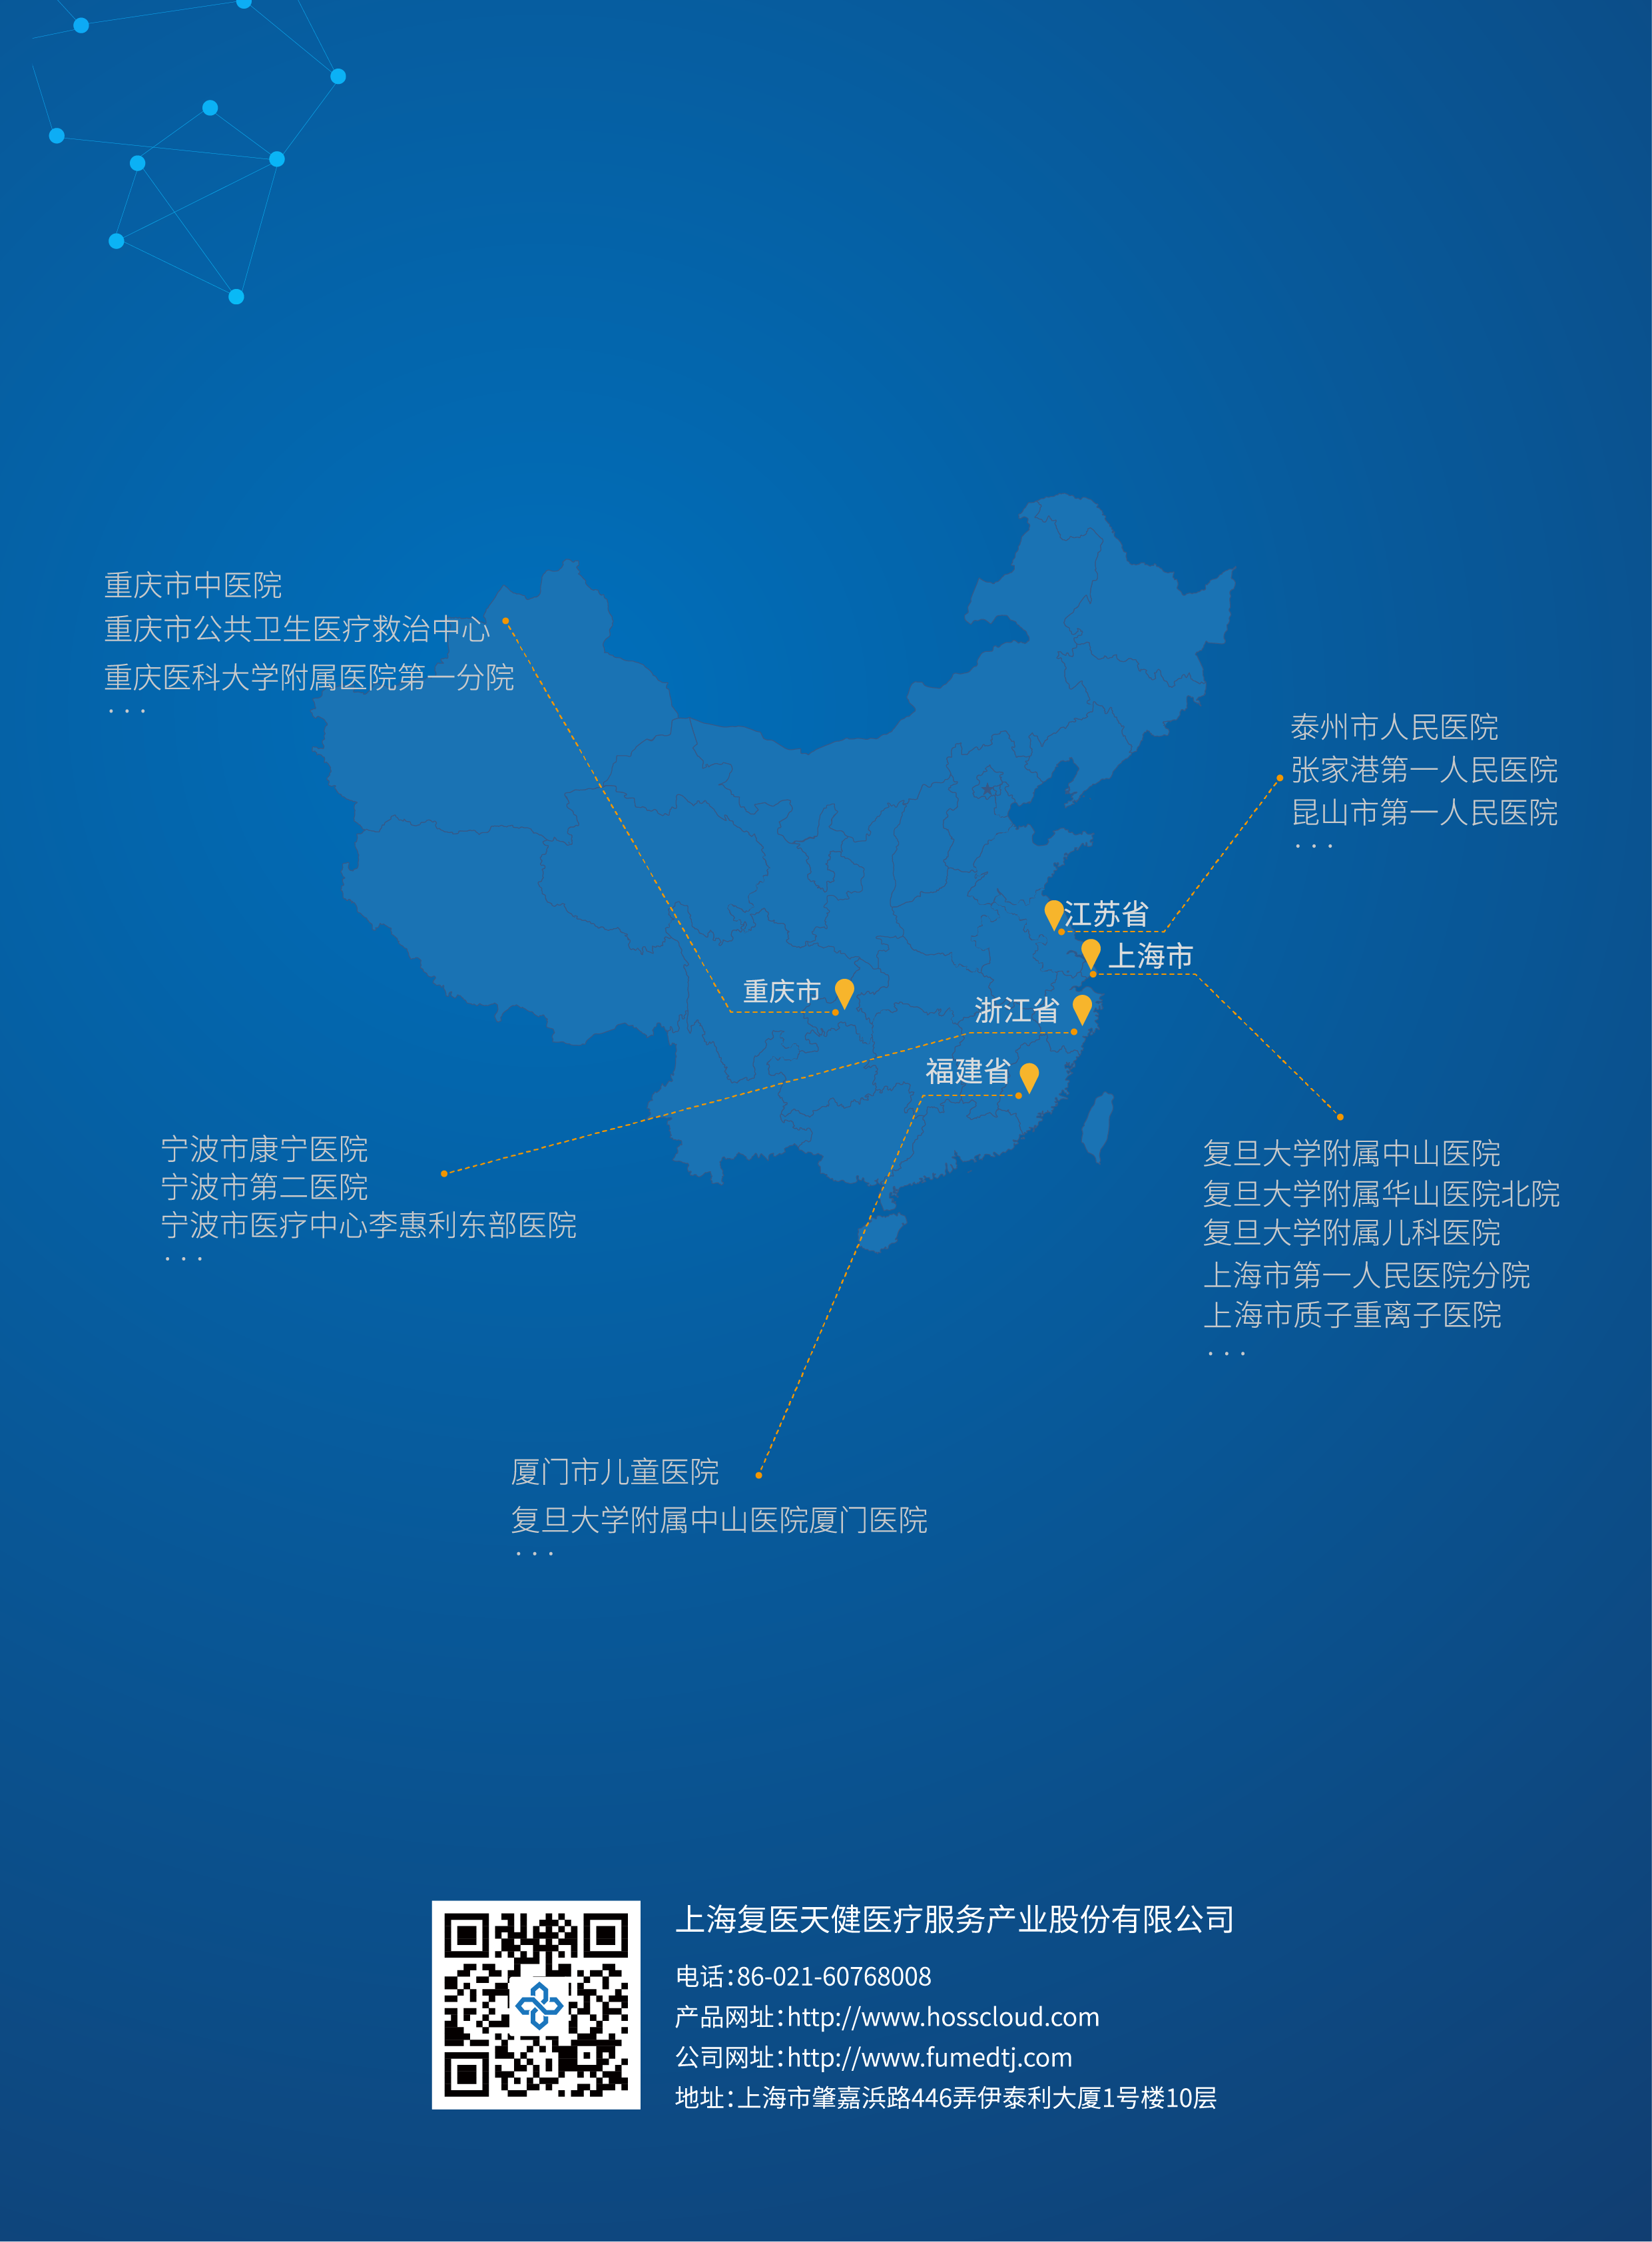 重庆市中医院
重庆市公共卫生医疗救治中心
重庆医科大学附属医院第一分院
···
泰州市人民医院
张家港第一人民医院
昆山市第一人民医院
···
江苏省
上海市
重庆市
浙江省
福建省
宁波市康宁医院
宁波市第二医院
宁波市医疗中心李惠利东部医院
···
复旦大学附属中山医院
复旦大学附属华山医院北院
复旦大学附属儿科医院
上海市第一人民医院分院
上海市质子重离子医院
···
厦门市儿童医院
复旦大学附属中山医院厦门医院
···
上海复医天健医疗服务产业股份有限公司
电话：86-021-60768008
产品网址：http://www.hosscloud.com
公司网址：http://www.fumedtj.com
地址：上海市肇嘉浜路446弄伊泰利大厦1号楼10层